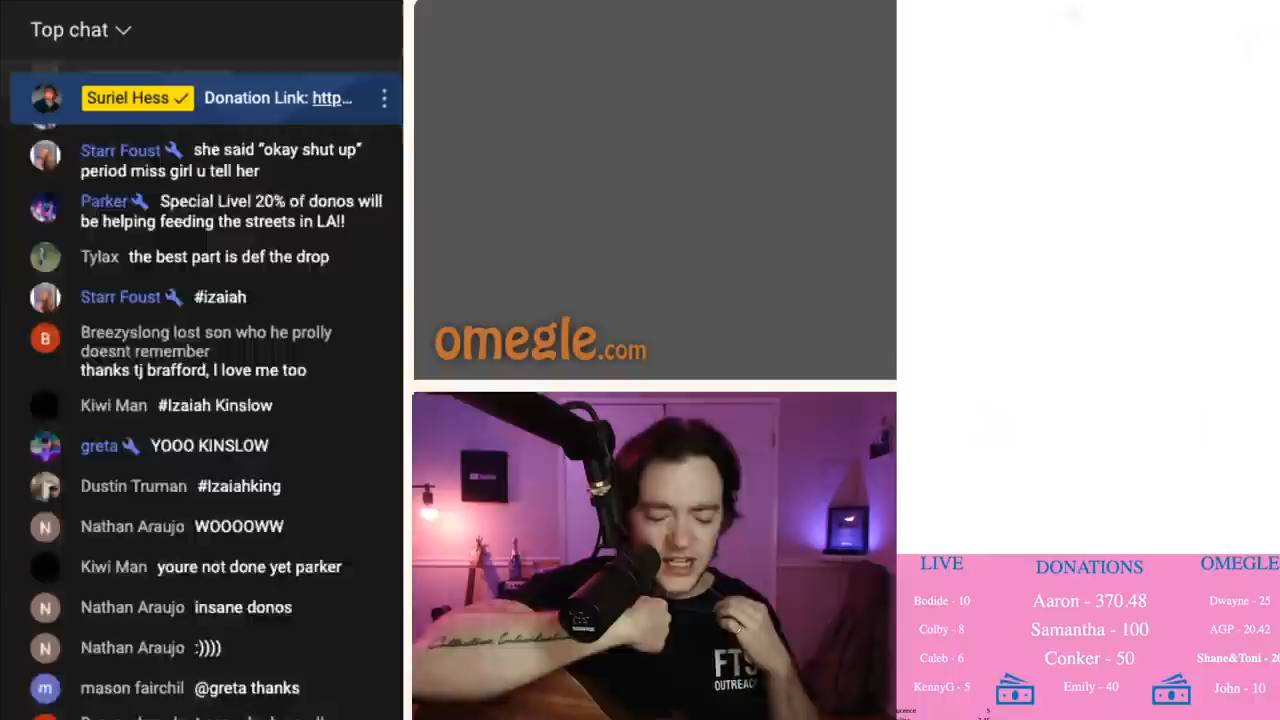 Top chat
Suriel Hess Donation Link: http...
Starr Foust she said “okay shut up”
period miss girl u tell her
Parker Special Live! 20% of donos will
be helping feeding the streets in LA!!
Tylax the best part is def the drop
Starr Foust #izaiah
B
Breezyslong lost son who he prolly
doesnt remember
thanks tj brafford, I love me too
Kiwi Man #Izaiah Kinslow
greta YOOO KINSLOW
Dustin Truman #Izaiahking
N Nathan Araujo WOOOOWW
Kiwi Man youre not done yet parker
N Nathan Araujo insane donos
N Nathan Araujo :))))
m mason fairchil @greta thanks
omegle.com
FTS
OUTREACH
LIVE
Bodide - 10
Colby - 8
Caleb - 6
KennyG - 5
DONATIONS
Aaron - 370.48
Samantha - 100
Conker - 50
Emily - 40
OMEGLE
Dwayne - 25
AGP - 20.42
Shane&Toni - 20
John - 10